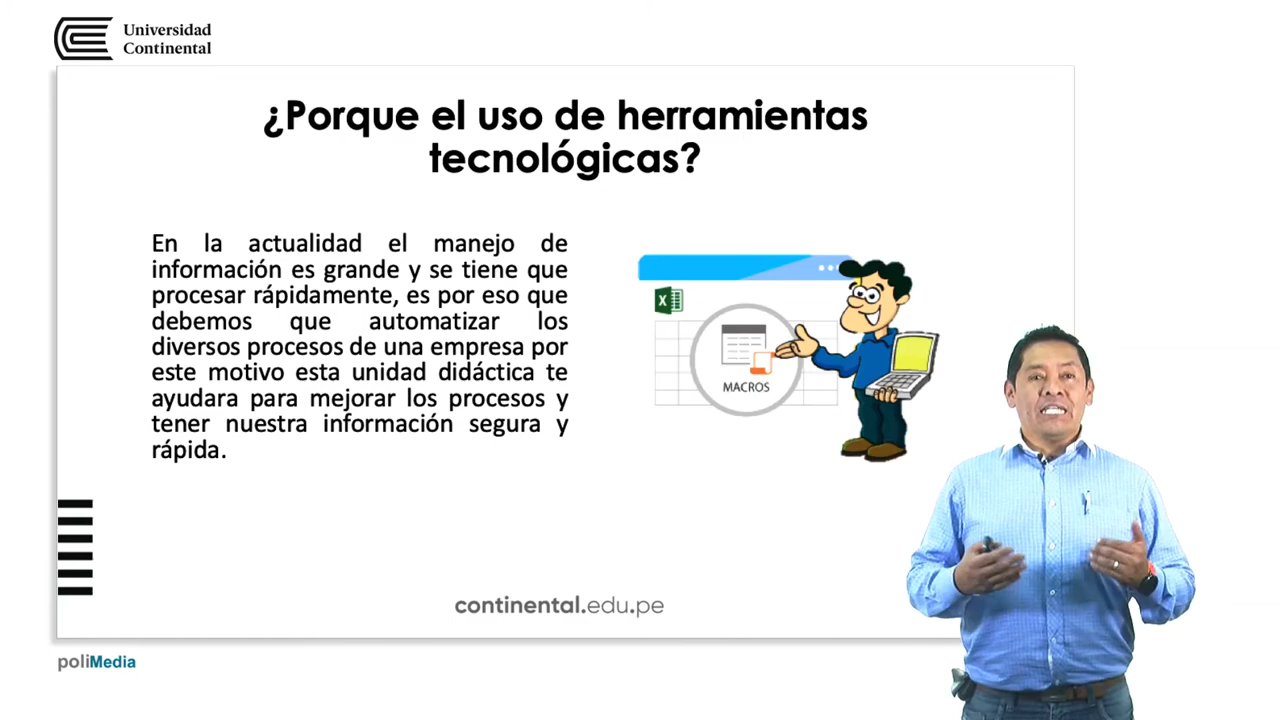 Universidad
Continental
¿Porque el uso de herramientas
tecnológicas?
En la actualidad el manejo de
información es grande y se tiene que
procesar rápidamente, es por eso que
debemos que automatizar los
diversos procesos de una empresa por
este motivo esta unidad didáctica te
ayudara para mejorar los procesos y
tener nuestra información segura y
rápida.
X
MACROS
continental.edu.pe
poliMedia